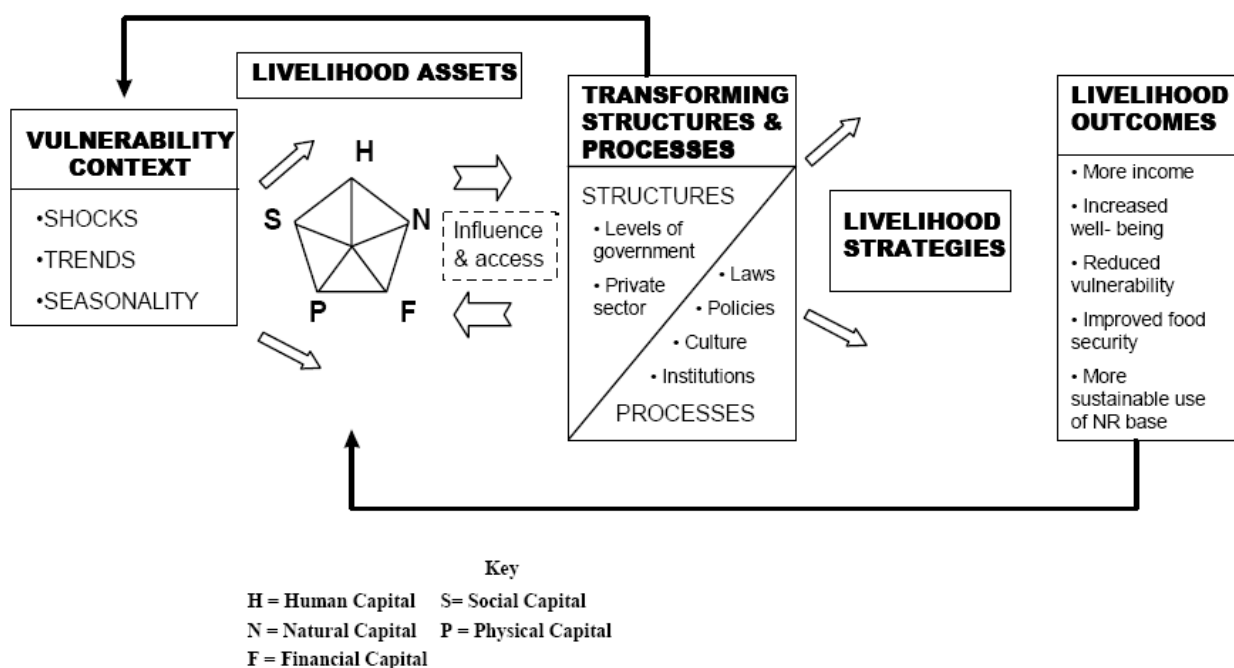 LIVELIHOOD ASSETS
VULNERABILITY
CONTEXT
•SHOCKS
•TRENDS
•SEASONALITY
H
S
N
P
F
Influence
& access
TRANSFORMING
STRUCTURES &
PROCESSES
STRUCTURES
• Levels of
government
• Private
sector
• Laws
• Policies
• Culture
• Institutions
PROCESSES
LIVELIHOOD
STRATEGIES
LIVELIHOOD
OUTCOMES
• More income
• Increased
well- being
• Reduced
vulnerability
• Improved food
security
• More
sustainable use
of NR base
Key
H = Human Capital S= Social Capital
N = Natural Capital P = Physical Capital
F = Financial Capital